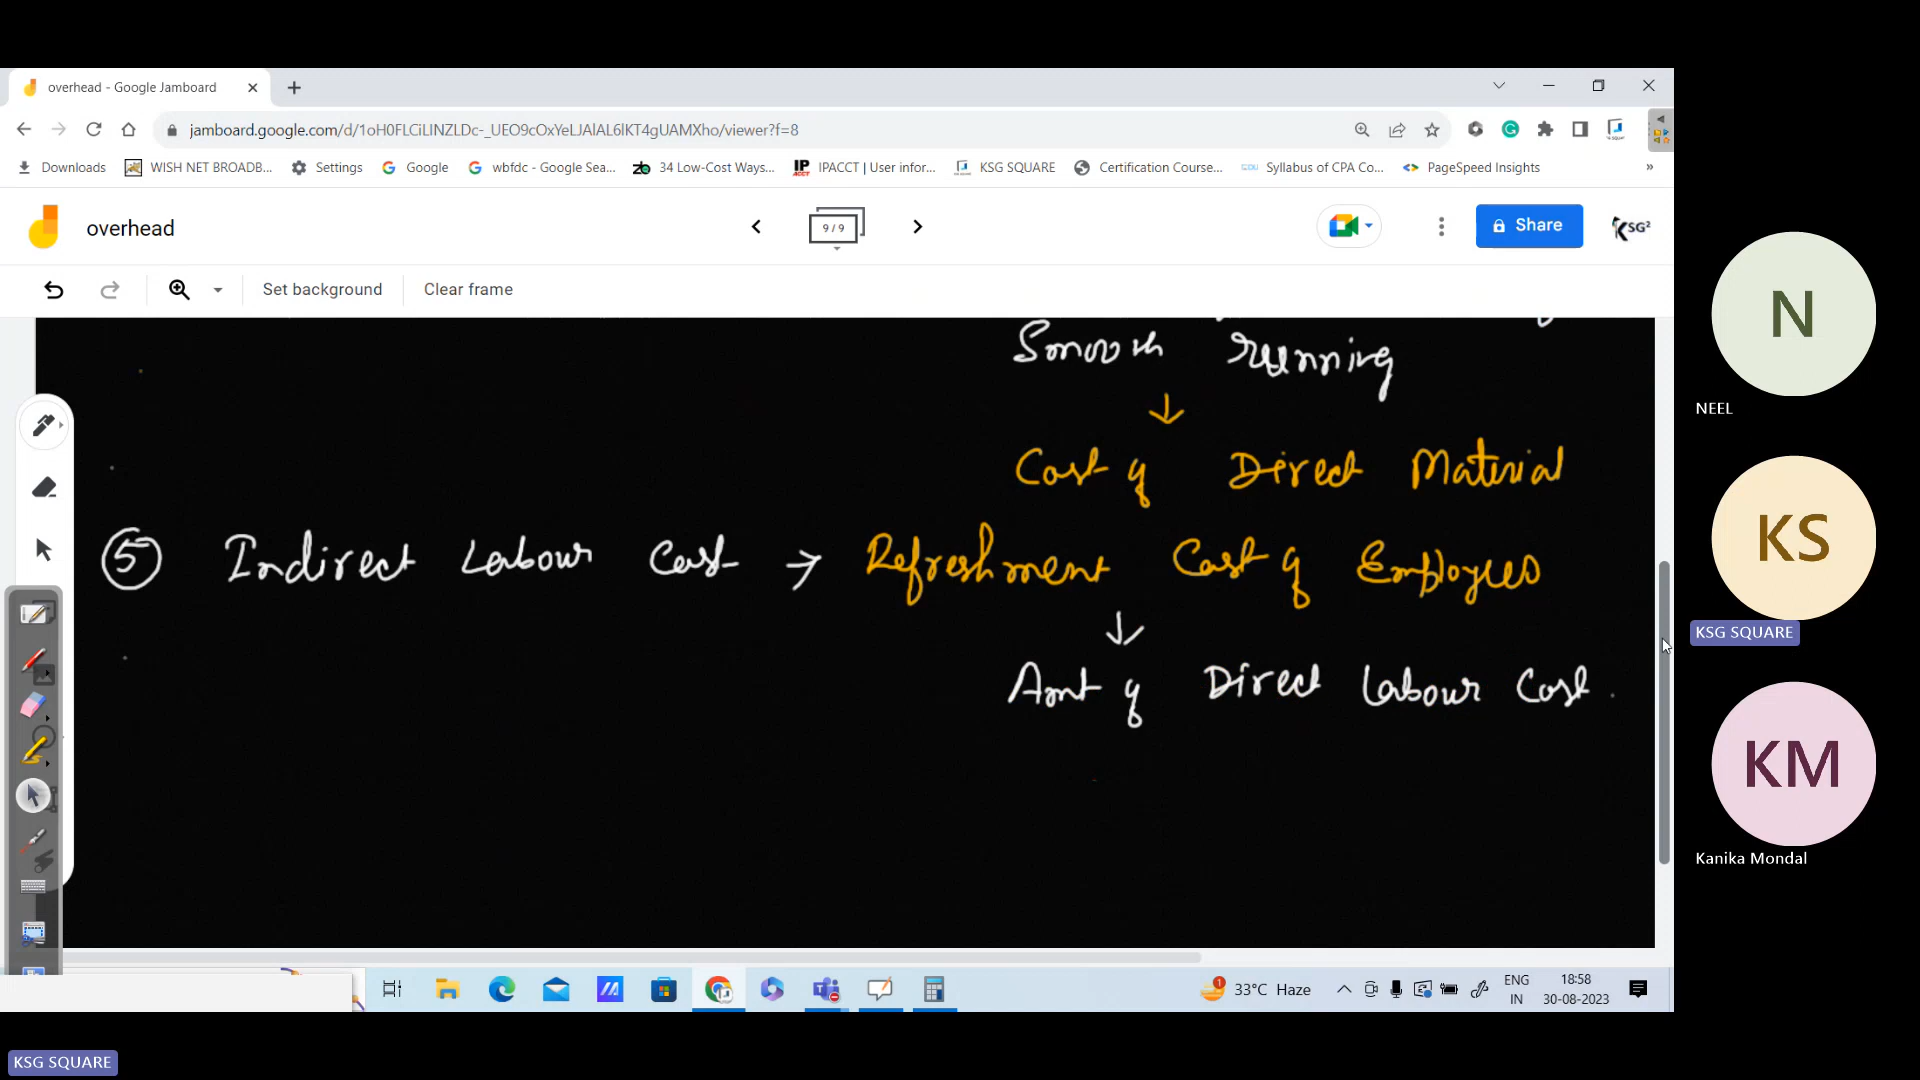 overhead - Google Jamboard
jamboard.google.com/d/1oH0FLCiLINZLDc-_UEO9cOxYeLJAlAL6lKT4gUAMXho/viewer?f=8
Downloads WISH NET BROADB... Settings Google wbfdc - Google Sea... 34 Low-Cost Ways... IPACCT | User infor... KSG SQUARE Certification Course... Syllabus of CPA Co... PageSpeed Insights »
overhead 9 / 9 Share KSG²
Set background Clear frame
Smooth running
Cost of Direct Material
5 Indirect Labour Cost → Refreshment Cost of Employees
Amt of Direct Labour Cost
N
NEEL
KS
KSG SQUARE
KM
Kanika Mondal
1 33°C Haze ENG IN 18:58 30-08-2023
KSG SQUARE